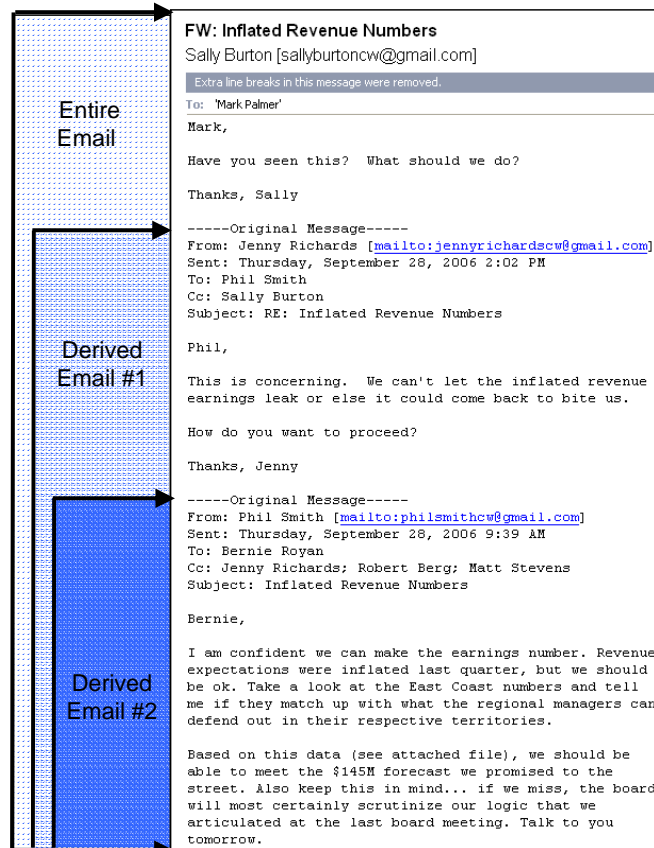 FW: Inflated Revenue Numbers
Sally Burton [sallyburtoncw@gmail.com]
Extra line breaks in this message were removed.
To: 'Mark Palmer'
Entire
Email
Mark,
Have you seen this? What should we do?
Thanks, Sally
-----Original Message-----
From: Jenny Richards [mailto:jennyrichardscw@gmail.com]
Sent: Thursday, September 28, 2006 2:02 PM
To: Phil Smith
Cc: Sally Burton
Subject: RE: Inflated Revenue Numbers
Derived
Email #1
Phil,
This is concerning. We can't let the inflated revenue
earnings leak or else it could come back to bite us.
How do you want to proceed?
Thanks, Jenny
-----Original Message-----
From: Phil Smith [mailto:philsmithcw@gmail.com]
Sent: Thursday, September 28, 2006 9:39 AM
To: Bernie Royan
Cc: Jenny Richards; Robert Berg; Matt Stevens
Subject: Inflated Revenue Numbers
Derived
Email #2
Bernie,
I am confident we can make the earnings number. Revenue
expectations were inflated last quarter, but we should
be ok. Take a look at the East Coast numbers and tell
me if they match up with what the regional managers can
defend out in their respective territories.
Based on this data (see attached file), we should be
able to meet the $145M forecast we promised to the
street. Also keep this in mind... if we miss, the board
will most certainly scrutinize our logic that we
articulated at the last board meeting. Talk to you
tomorrow.